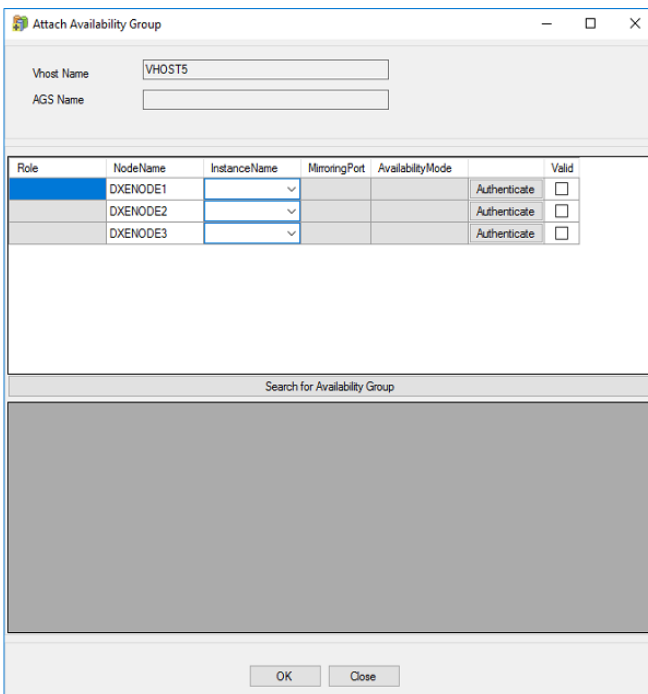 Attach Availability Group
Vhost Name VHOST5
AGS Name
Role NodeName InstanceName MirroringPort AvailabilityMode Valid
DXENODE1 Authenticate
DXENODE2 Authenticate
DXENODE3 Authenticate
Search for Availability Group
OK Close